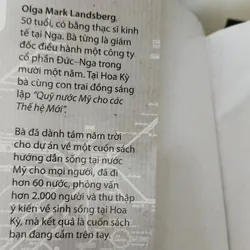 Olga Mark Landsberg,
50 tuổi, có bằng thạc sĩ kinh
tế tại Nga. Bà từng là giám
đốc điều hành một công ty
cổ phần Đức–Nga trong
mười một năm. Tại Hoa Kỳ
bà cùng con trai đồng sáng
lập “Quỹ nước Mỹ cho các
Thế hệ Mới”.
Bà đã dành tám năm trời
cho dự án về một cuốn sách
hướng dẫn sống tại nước
Mỹ cho mọi người, đã đi
hơn 60 nước, phỏng vấn
hơn 2.000 người và thu thập
ý kiến về sinh sống tại Hoa
Kỳ, mà kết quả là cuốn sách
bạn đang cầm trên tay.